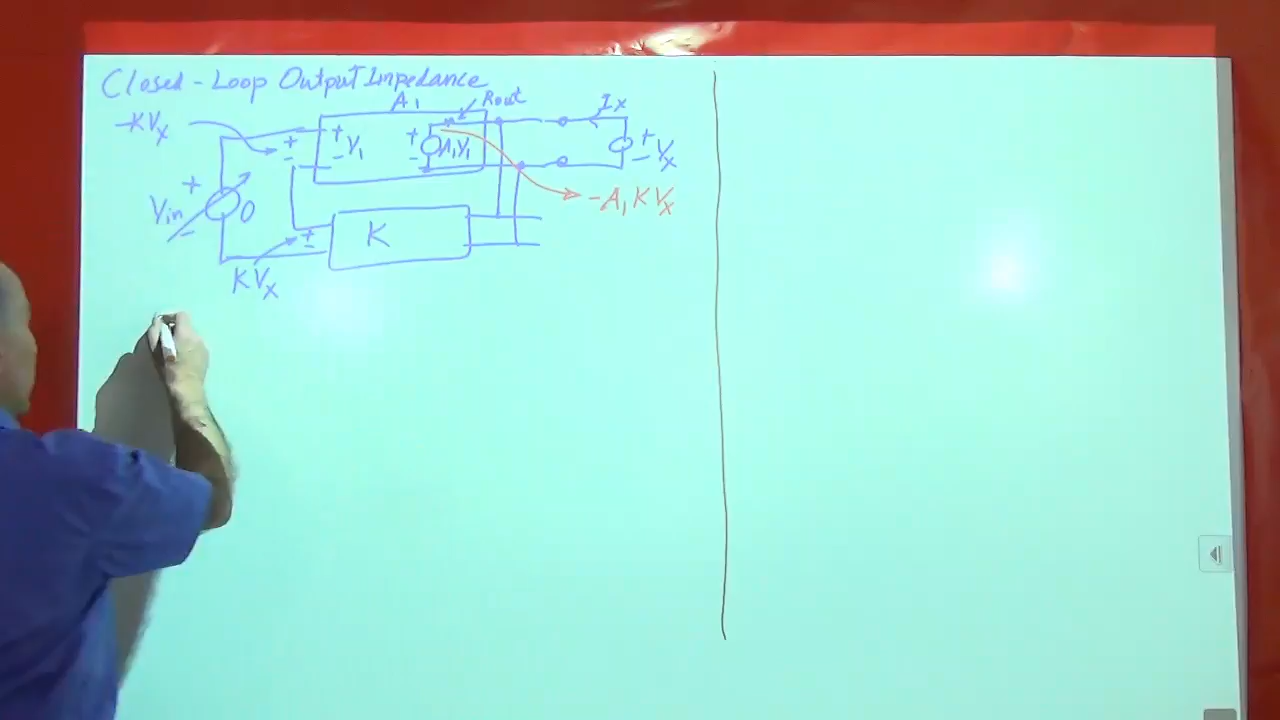 Closed-Loop Output Impedance
A1 Rout Ix
-KVx
+ + + +
- V1 - A1V1 - Vx
+ Vin - 0
-A1KVx
+
- K
KVx